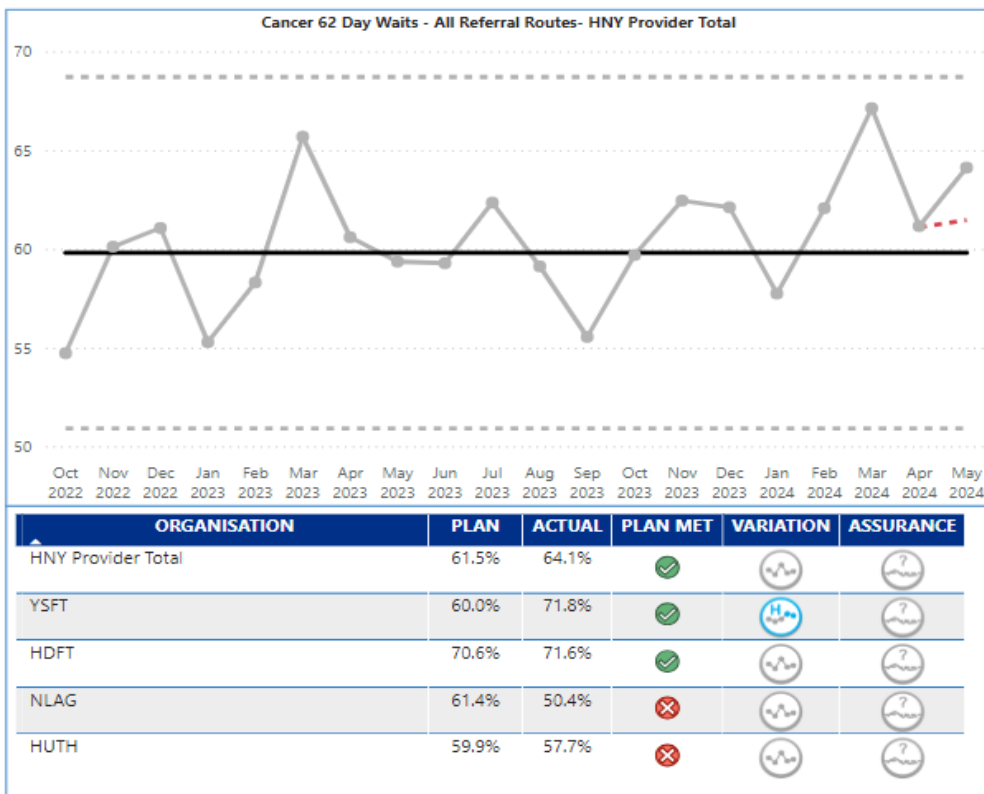 Cancer 62 Day Waits - All Referral Routes- HNY Provider Total
70
65
60
55
50
Oct Nov Dec Jan Feb Mar Apr May Jun Jul Aug Sep Oct Nov Dec Jan Feb Mar Apr May
2022 2022 2022 2023 2023 2023 2023 2023 2023 2023 2023 2023 2023 2023 2023 2024 2024 2024 2024 2024
ORGANISATION PLAN ACTUAL PLAN MET VARIATION ASSURANCE
HNY Provider Total 61.5% 64.1% ?
YSFT 60.0% 71.8% H ?
HDFT 70.6% 71.6% ?
NLAG 61.4% 50.4% ?
HUTH 59.9% 57.7% ?